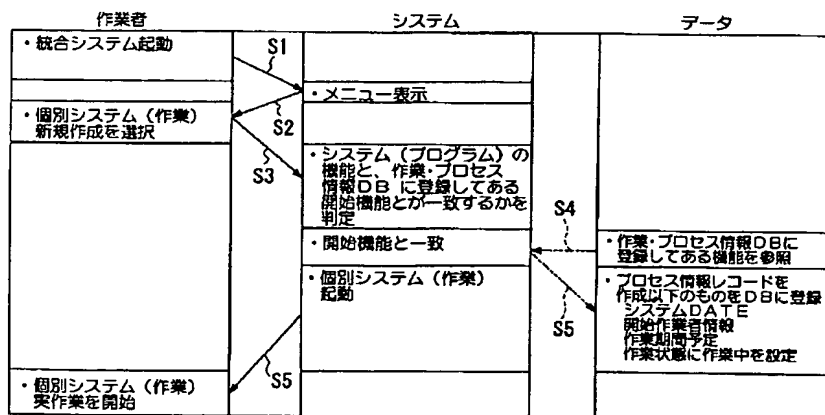 作業者
システム
データ
・統合システム起動
S1
・メニュー表示
S2
・個別システム（作業）
新規作成を選択
S3
・システム（プログラム）の
機能と、作業・プロセス
情報DB に登録してある
開始機能とが一致するかを
判定
S4
・開始機能と一致
・作業・プロセス情報DBに
登録してある機能を参照
・個別システム（作業）
起動
S5
・プロセス情報レコードを
作成以下のものをDBに登録
システムDATE
開始作業者情報
作業期間予定
作業状態に作業中を設定
S5
・個別システム（作業）
実作業を開始